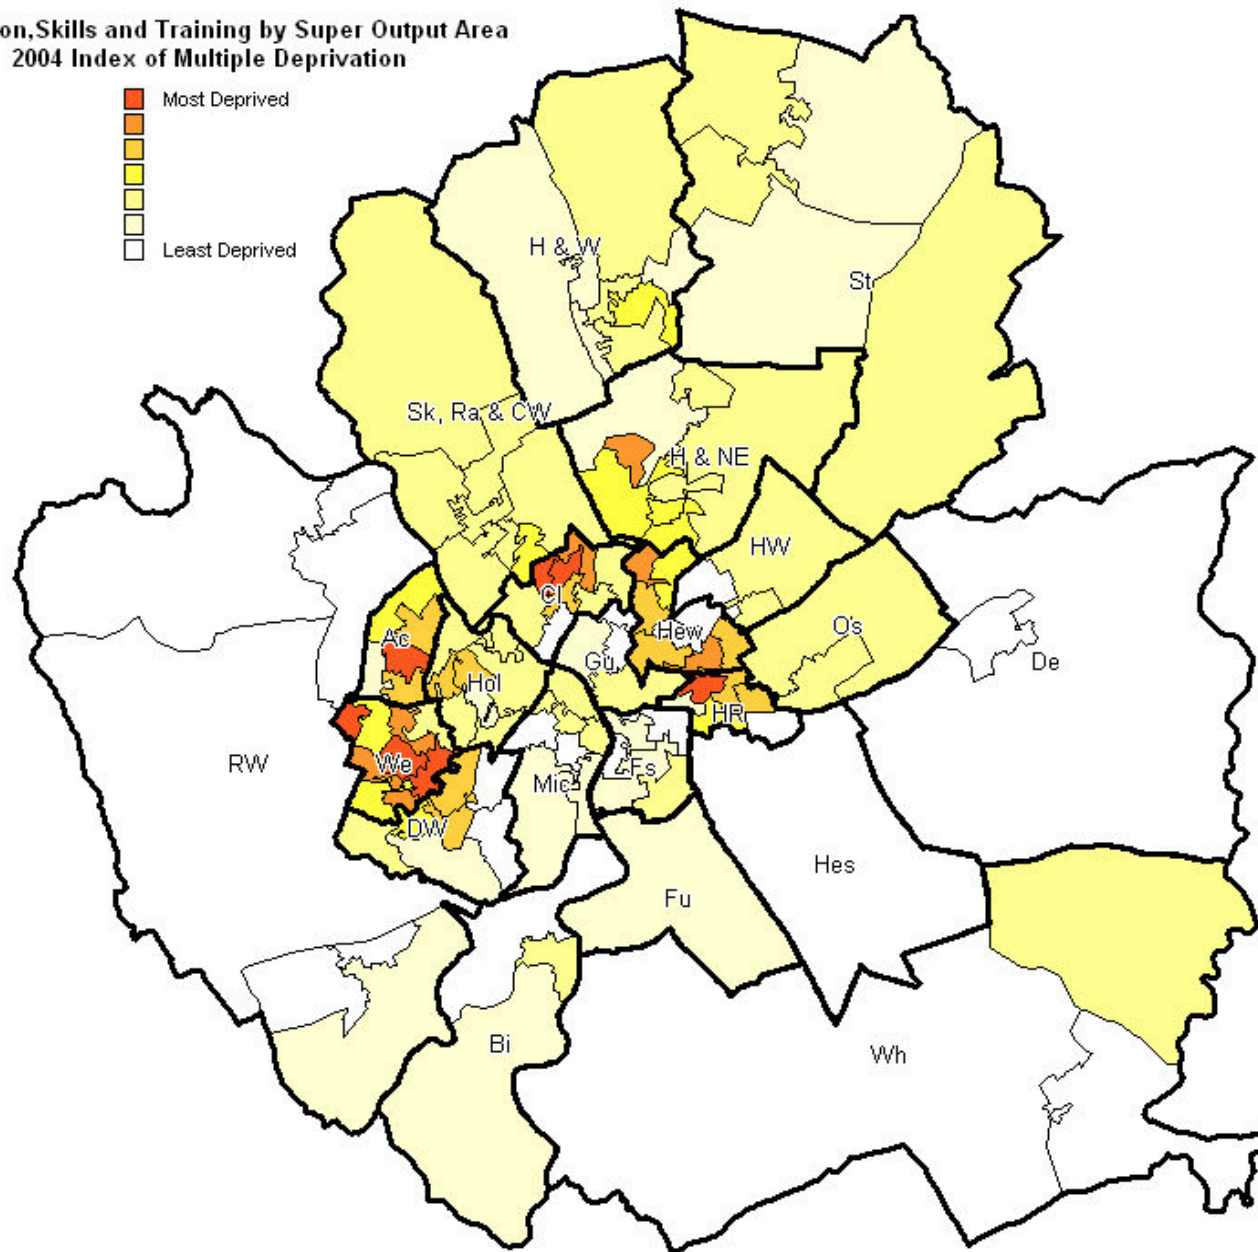 on,Skills and Training by Super Output Area
2004 Index of Multiple Deprivation
Most Deprived
Least Deprived
H & W
St
Sk, Ra & CW
H & NE
HW
Cl
Ac
Hew
O's
Gu
De
Hol
HR
RW
We
Fs
Mic
DW
Hes
Fu
Bi
Wh